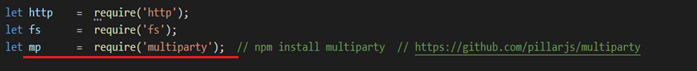 let http    =  require('http');
let fs      =  require('fs');
let mp      =  require('multiparty');  // npm install multiparty  // https://github.com/pillarjs/multiparty